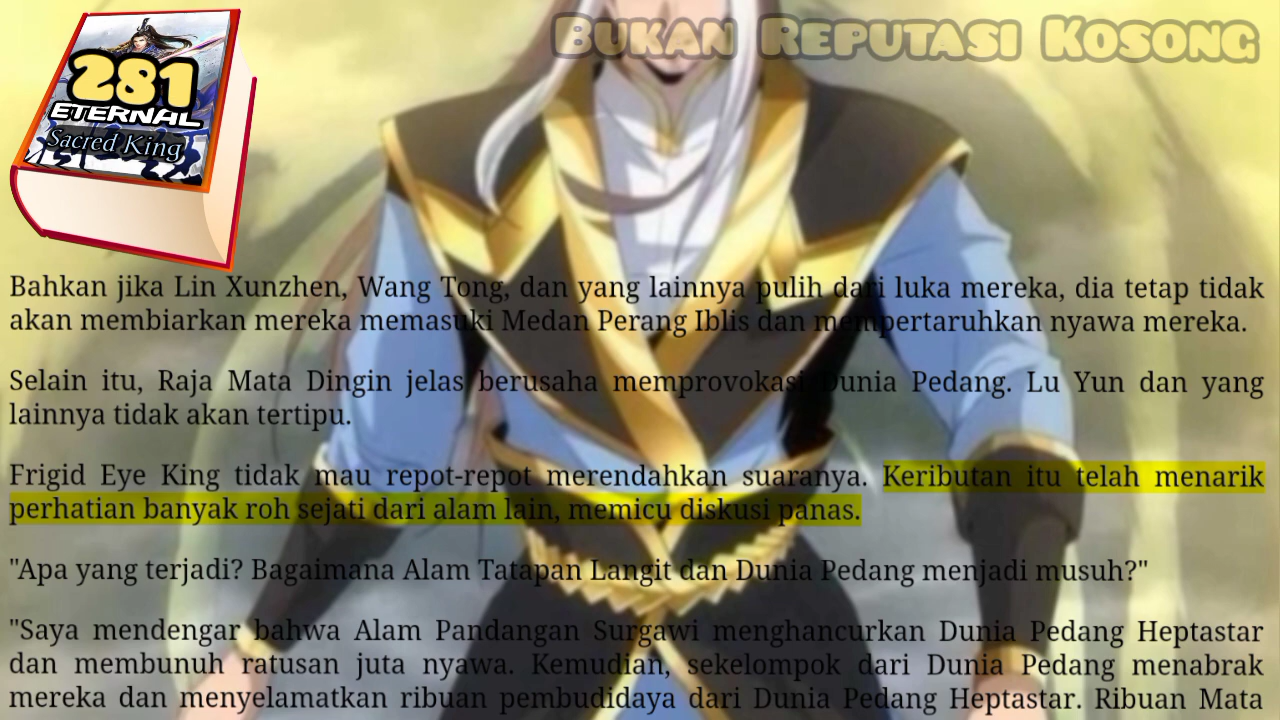 Bukan Reputasi Kosong
281
ETERNAL
Sacred King
Bahkan jika Lin Xunzhen, Wang Tong, dan yang lainnya pulih dari luka mereka, dia tetap tidak
akan membiarkan mereka memasuki Medan Perang Iblis dan mempertaruhkan nyawa mereka.
Selain itu, Raja Mata Dingin jelas berusaha memprovokasi Dunia Pedang. Lu Yun dan yang
lainnya tidak akan tertipu.
Frigid Eye King tidak mau repot-repot merendahkan suaranya. Keributan itu telah menarik
perhatian banyak roh sejati dari alam lain, memicu diskusi panas.
"Apa yang terjadi? Bagaimana Alam Tatapan Langit dan Dunia Pedang menjadi musuh?"
"Saya mendengar bahwa Alam Pandangan Surgawi menghancurkan Dunia Pedang Heptastar
dan membunuh ratusan juta nyawa. Kemudian, sekelompok dari Dunia Pedang menabrak
mereka dan menyelamatkan ribuan pembudidaya dari Dunia Pedang Heptastar. Ribuan Mata